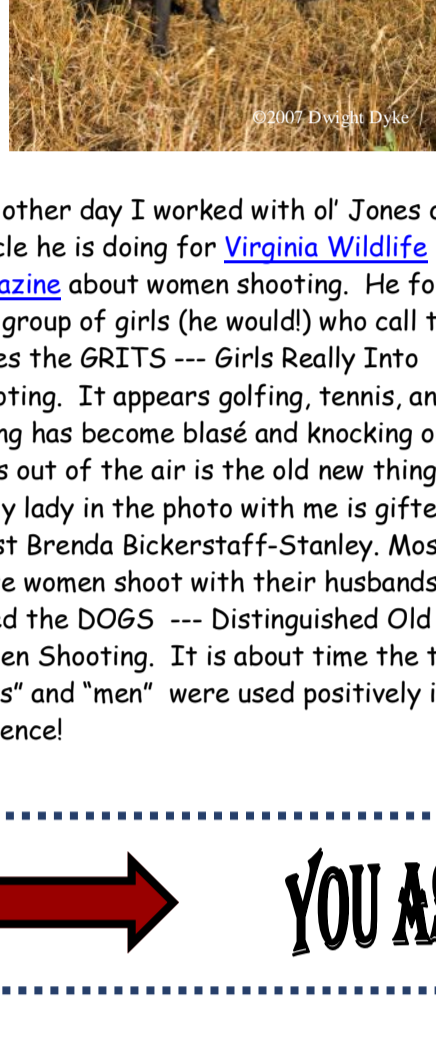 ©2007 Dwight Dyke
other day I worked with ol’ Jones
cle he is doing for Virginia Wildlife
azine about women shooting. He fo
group of girls (he would!) who call t
es the GRITS --- Girls Really Into
oting. It appears golfing, tennis, an
ng has become blasé and knocking o
s out of the air is the old new thing
y lady in the photo with me is gifte
st Brenda Bickerstaff-Stanley. Mos
e women shoot with their husbands
ed the DOGS --- Distinguished Old
en Shooting. It is about time the t
s” and “men” were used positively i
ence!
YOU AS